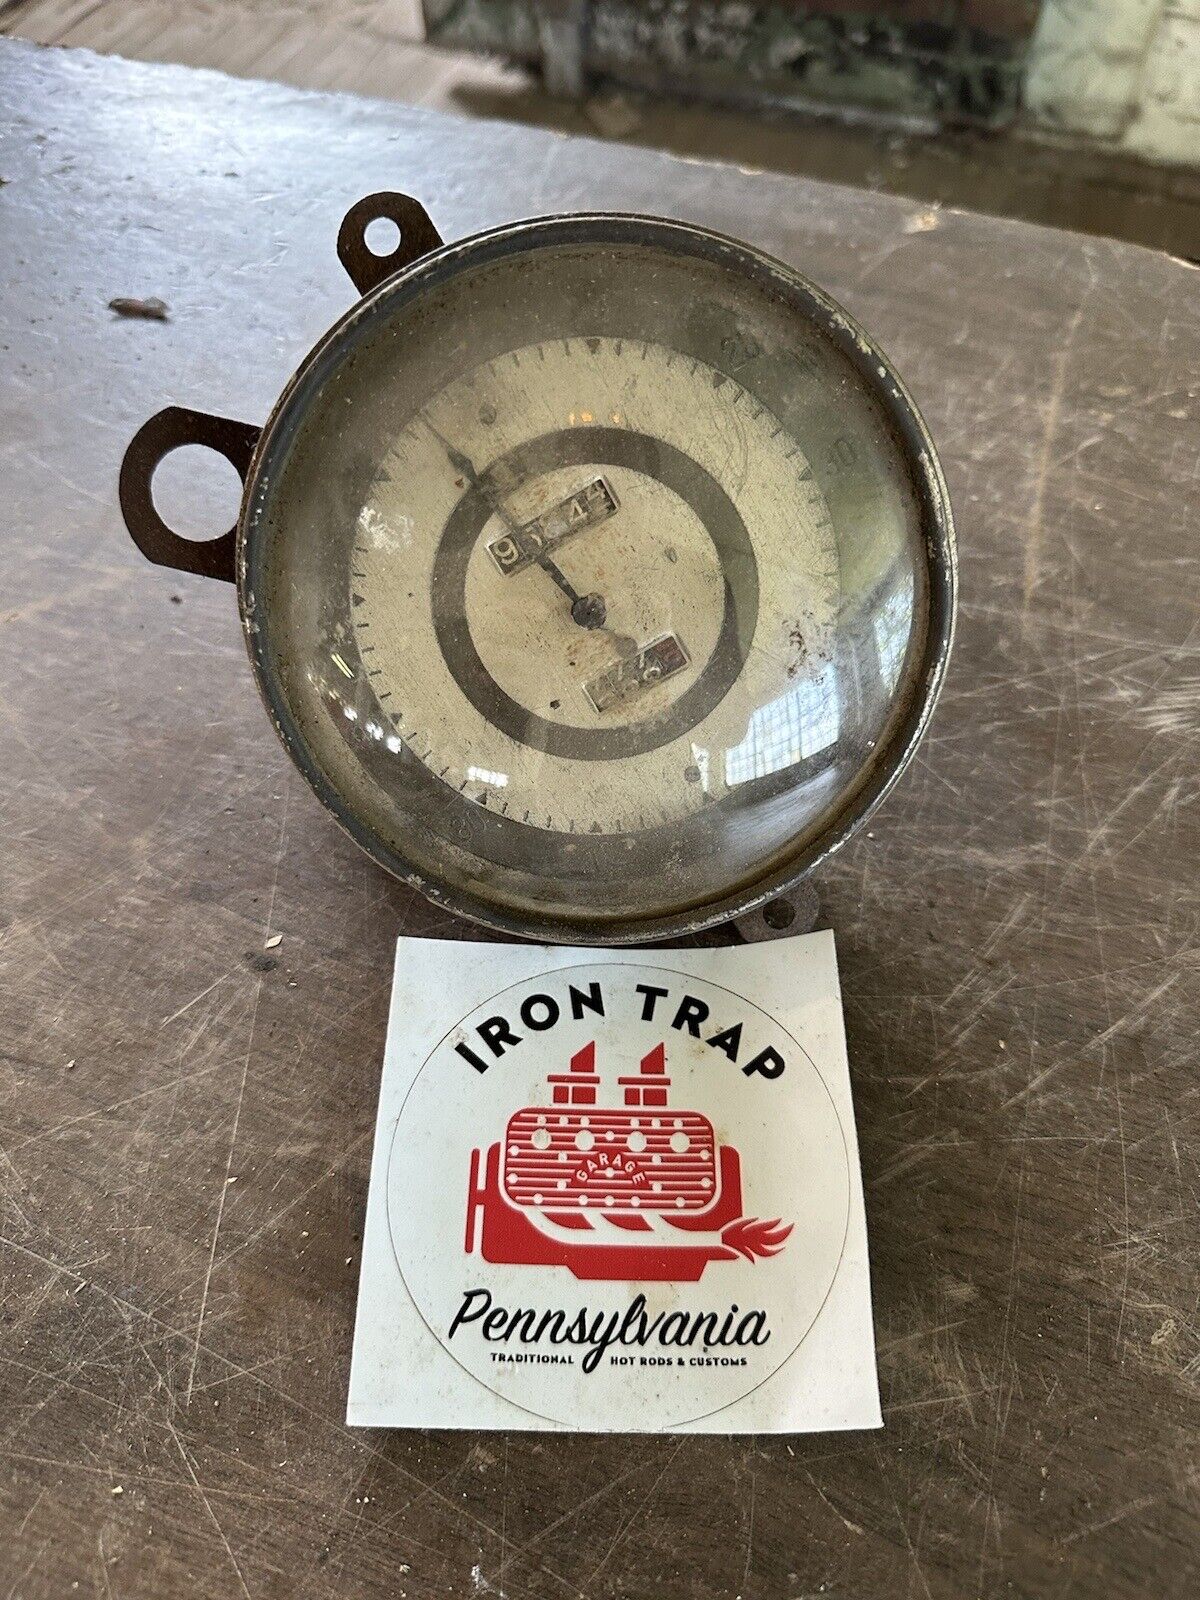 IRON TRAP
GARAGE
Pennsylvania
TRADITIONAL HOT RODS & CUSTOMS